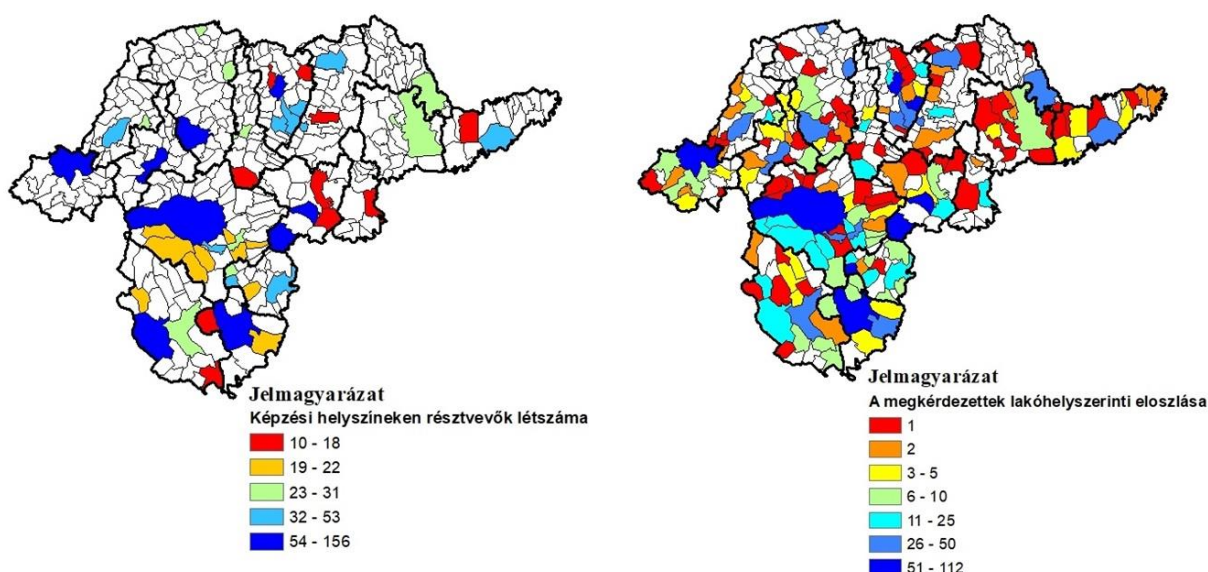 Jelmagyarázat
Képzési helyszíneken résztvevők létszáma
10 - 18
19 - 22
23 - 31
32 - 53
54 - 156
Jelmagyarázat
A megkérdezettek lakóhelyszerinti eloszlása
1
2
3 - 5
6 - 10
11 - 25
26 - 50
51 - 112